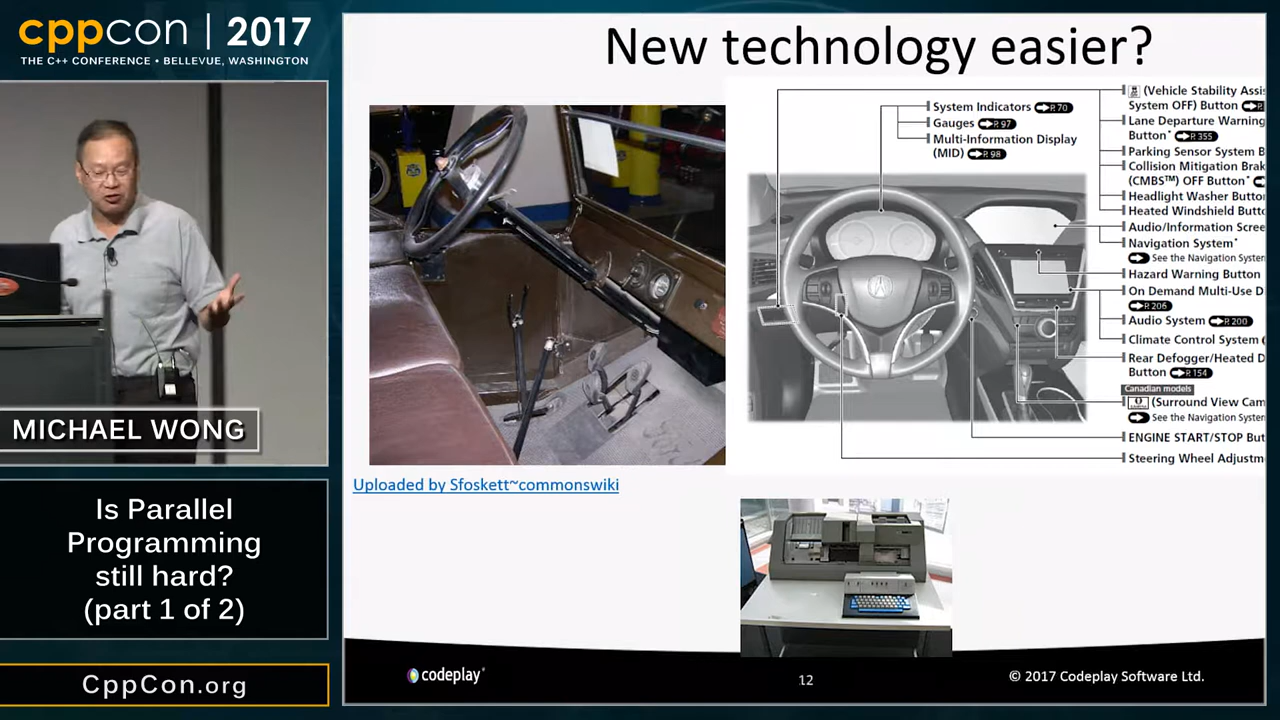 cppcon | 2017
THE C++ CONFERENCE • BELLEVUE, WASHINGTON
MICHAEL WONG
Is Parallel
Programming
still hard?
(part 1 of 2)
CppCon.org
New technology easier?
System Indicators P.70
Gauges P.97
Multi-Information Display
(MID) P.98
(Vehicle Stability Assis
System OFF) Button
Lane Departure Warning
Button* P.355
Parking Sensor System B
Collision Mitigation Brak
(CMBS™) OFF Button*
Headlight Washer Button
Heated Windshield Butto
Audio/Information Scree
Navigation System*
See the Navigation System
Hazard Warning Button
On Demand Multi-Use D
P.206
Audio System P.200
Climate Control System (
Rear Defogger/Heated D
Button P.154
Canadian models
(Surround View Cam
See the Navigation System
ENGINE START/STOP But
Steering Wheel Adjustm
Uploaded by Sfoskett~commonswiki
codeplay®
12
© 2017 Codeplay Software Ltd.